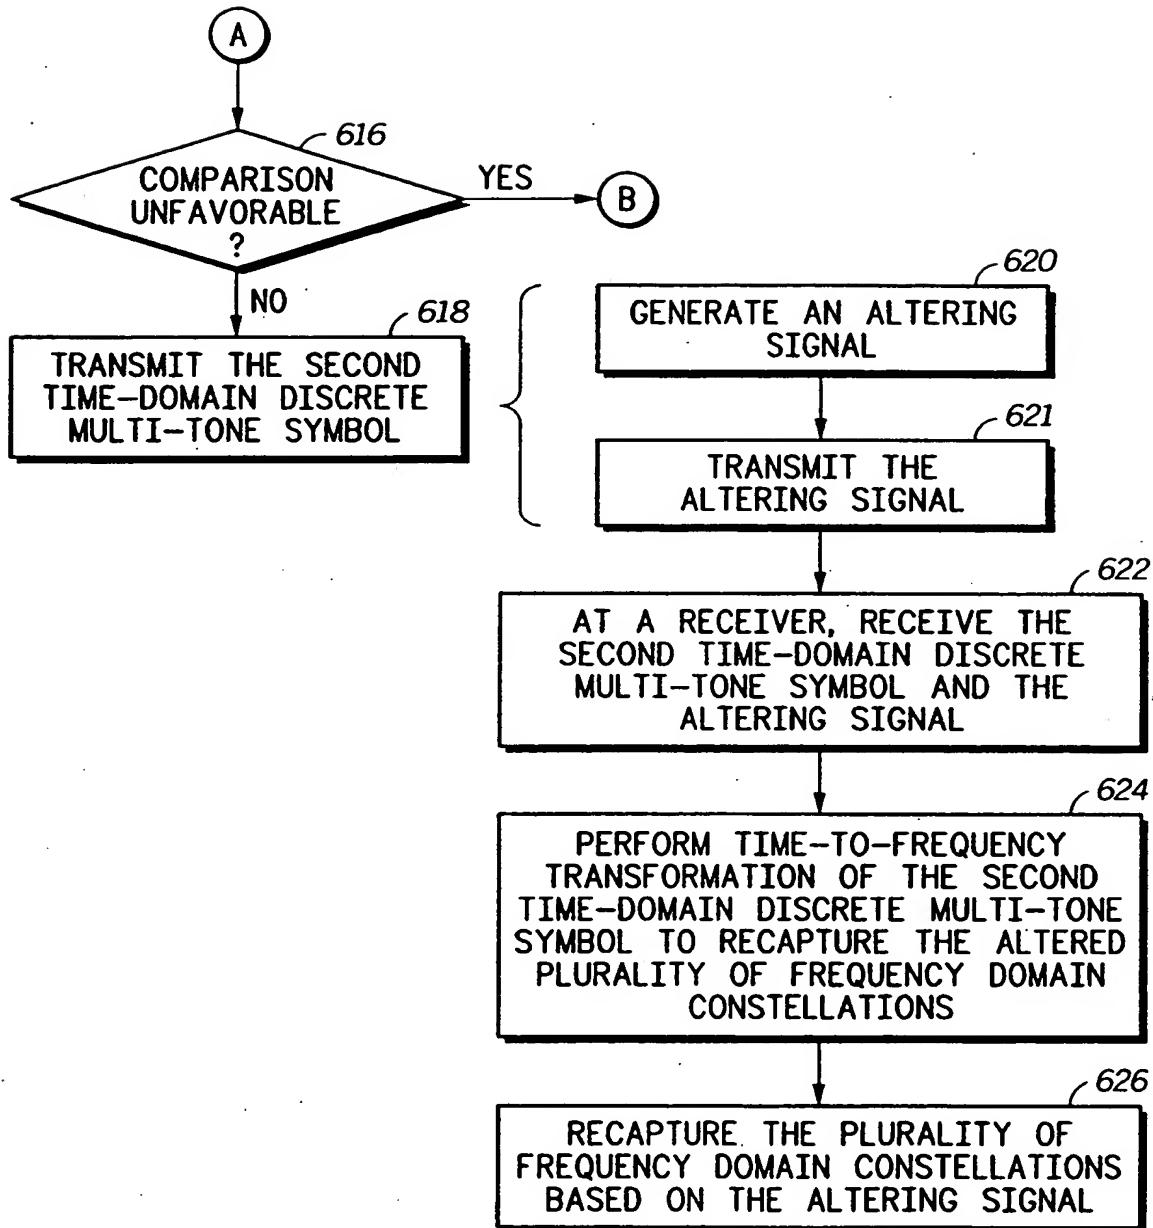 A
616
COMPARISON
UNFAVORABLE
?
YES
B
NO
618
TRANSMIT THE SECOND
TIME-DOMAIN DISCRETE
MULTI-TONE SYMBOL
620
GENERATE AN ALTERING
SIGNAL
621
TRANSMIT THE
ALTERING SIGNAL
622
AT A RECEIVER, RECEIVE THE
SECOND TIME-DOMAIN DISCRETE
MULTI-TONE SYMBOL AND THE
ALTERING SIGNAL
624
PERFORM TIME-TO-FREQUENCY
TRANSFORMATION OF THE SECOND
TIME-DOMAIN DISCRETE MULTI-TONE
SYMBOL TO RECAPTURE THE ALTERED
PLURALITY OF FREQUENCY DOMAIN
CONSTELLATIONS
626
RECAPTURE THE PLURALITY OF
FREQUENCY DOMAIN CONSTELLATIONS
BASED ON THE ALTERING SIGNAL